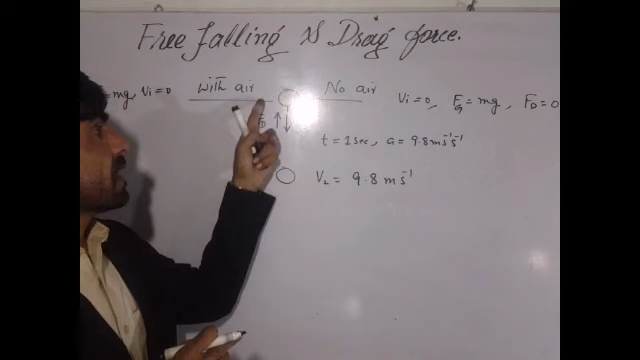 Free falling & Drag force.
= mg, Vi=0 with air No air
Vi=0, FG = mg, FD=0
FD
t = 1 sec, a = 9.8 ms⁻¹s⁻¹
V2 = 9.8 m s⁻¹